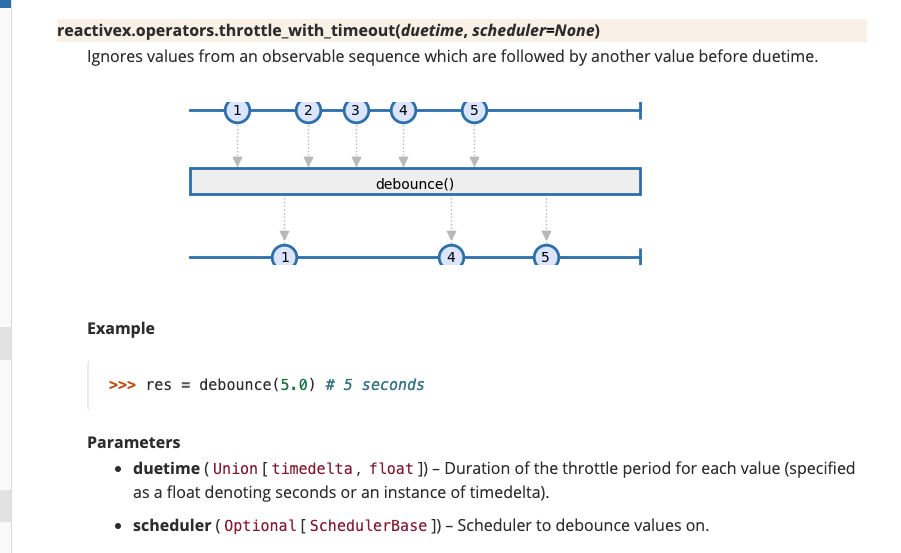 reactivex.operators.throttle_with_timeout(duetime, scheduler=None)
Ignores values from an observable sequence which are followed by another value before duetime.
1 2 3 4 5
debounce()
1 4 5
Example
>>> res = debounce(5.0) # 5 seconds
Parameters
• duetime ( Union [ timedelta , float ]) – Duration of the throttle period for each value (specified
as a float denoting seconds or an instance of timedelta).
• scheduler ( Optional [ SchedulerBase ]) – Scheduler to debounce values on.